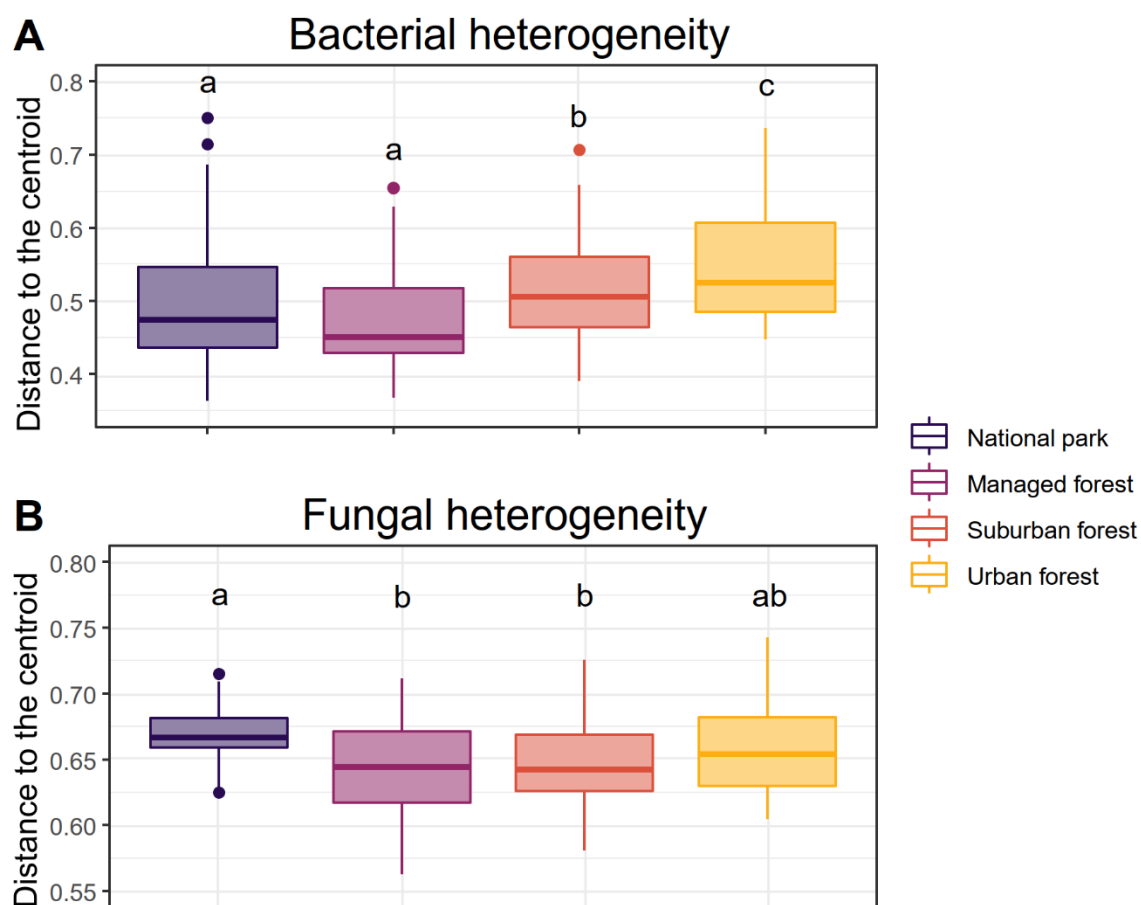 A
Bacterial heterogeneity
Distance to the centroid
0.8
0.7
0.6
0.5
0.4
a
a
b
c
National park
Managed forest
Suburban forest
Urban forest
B
Fungal heterogeneity
Distance to the centroid
0.80
0.75
0.70
0.65
0.60
0.55
a
b
b
ab